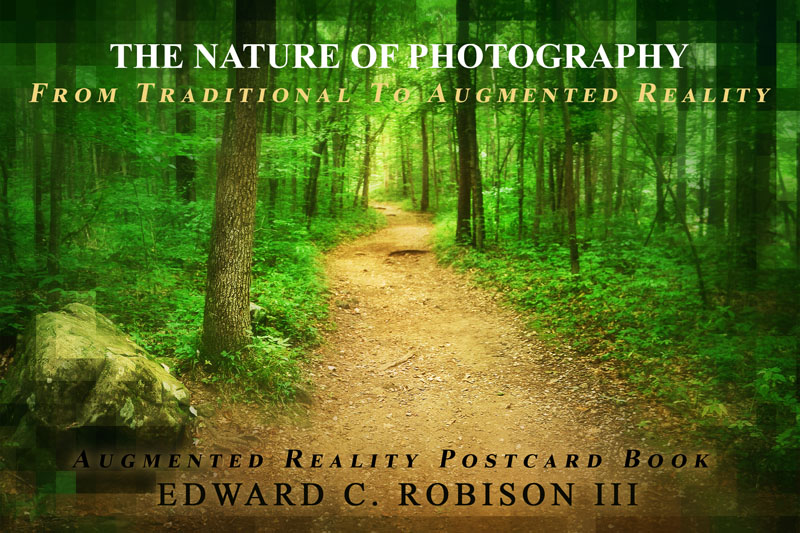 THE NATURE OF PHOTOGRAPHY
FROM TRADITIONAL TO AUGMENTED REALITY
AUGMENTED REALITY POSTCARD BOOK
EDWARD C. ROBISON III